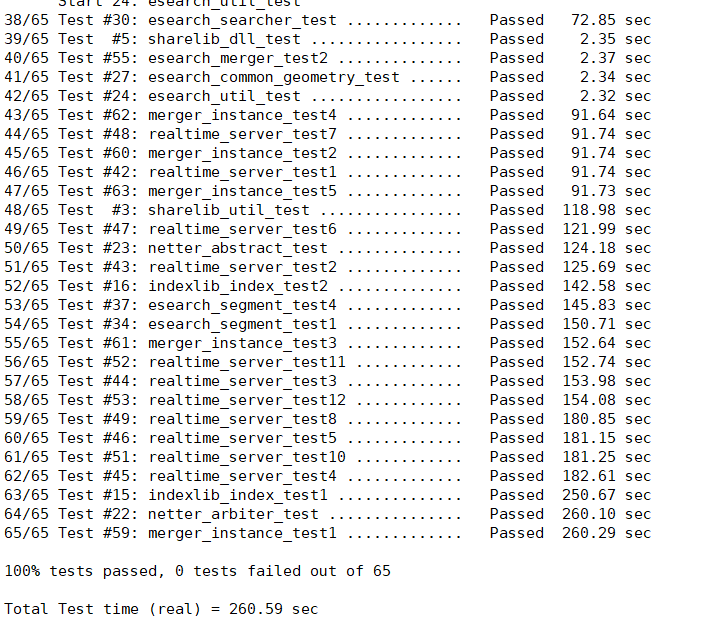 Start 24: esearch_util_test
38/65 Test #30: esearch_searcher_test ..............   Passed   72.85 sec
39/65 Test  #5: sharelib_dll_test ................   Passed    2.35 sec
40/65 Test #55: esearch_merger_test2 ...............   Passed    2.37 sec
41/65 Test #27: esearch_common_geometry_test ......   Passed    2.34 sec
42/65 Test #24: esearch_util_test .................   Passed    2.32 sec
43/65 Test #62: merger_instance_test4 .............   Passed   91.64 sec
44/65 Test #48: realtime_server_test7 .............   Passed   91.74 sec
45/65 Test #60: merger_instance_test2 .............   Passed   91.74 sec
46/65 Test #42: realtime_server_test1 .............   Passed   91.74 sec
47/65 Test #63: merger_instance_test5 .............   Passed   91.73 sec
48/65 Test  #3: sharelib_util_test ................   Passed  118.98 sec
49/65 Test #47: realtime_server_test6 .............   Passed  121.99 sec
50/65 Test #23: netter_abstract_test ...............   Passed  124.18 sec
51/65 Test #43: realtime_server_test2 .............   Passed  125.69 sec
52/65 Test #16: indexlib_index_test2 ...............   Passed  142.58 sec
53/65 Test #37: esearch_segment_test4 .............   Passed  145.83 sec
54/65 Test #34: esearch_segment_test1 .............   Passed  150.71 sec
55/65 Test #61: merger_instance_test3 .............   Passed  152.64 sec
56/65 Test #52: realtime_server_test11 .............   Passed  152.74 sec
57/65 Test #44: realtime_server_test3 .............   Passed  153.98 sec
58/65 Test #53: realtime_server_test12 ............   Passed  154.08 sec
59/65 Test #49: realtime_server_test8 .............   Passed  180.85 sec
60/65 Test #46: realtime_server_test5 .............   Passed  181.15 sec
61/65 Test #51: realtime_server_test10 ............   Passed  181.25 sec
62/65 Test #45: realtime_server_test4 .............   Passed  182.61 sec
63/65 Test #15: indexlib_index_test1 ..............   Passed  250.67 sec
64/65 Test #22: netter_arbiter_test ...............   Passed  260.10 sec
65/65 Test #59: merger_instance_test1 .............   Passed  260.29 sec
100% tests passed, 0 tests failed out of 65
Total Test time (real) = 260.59 sec